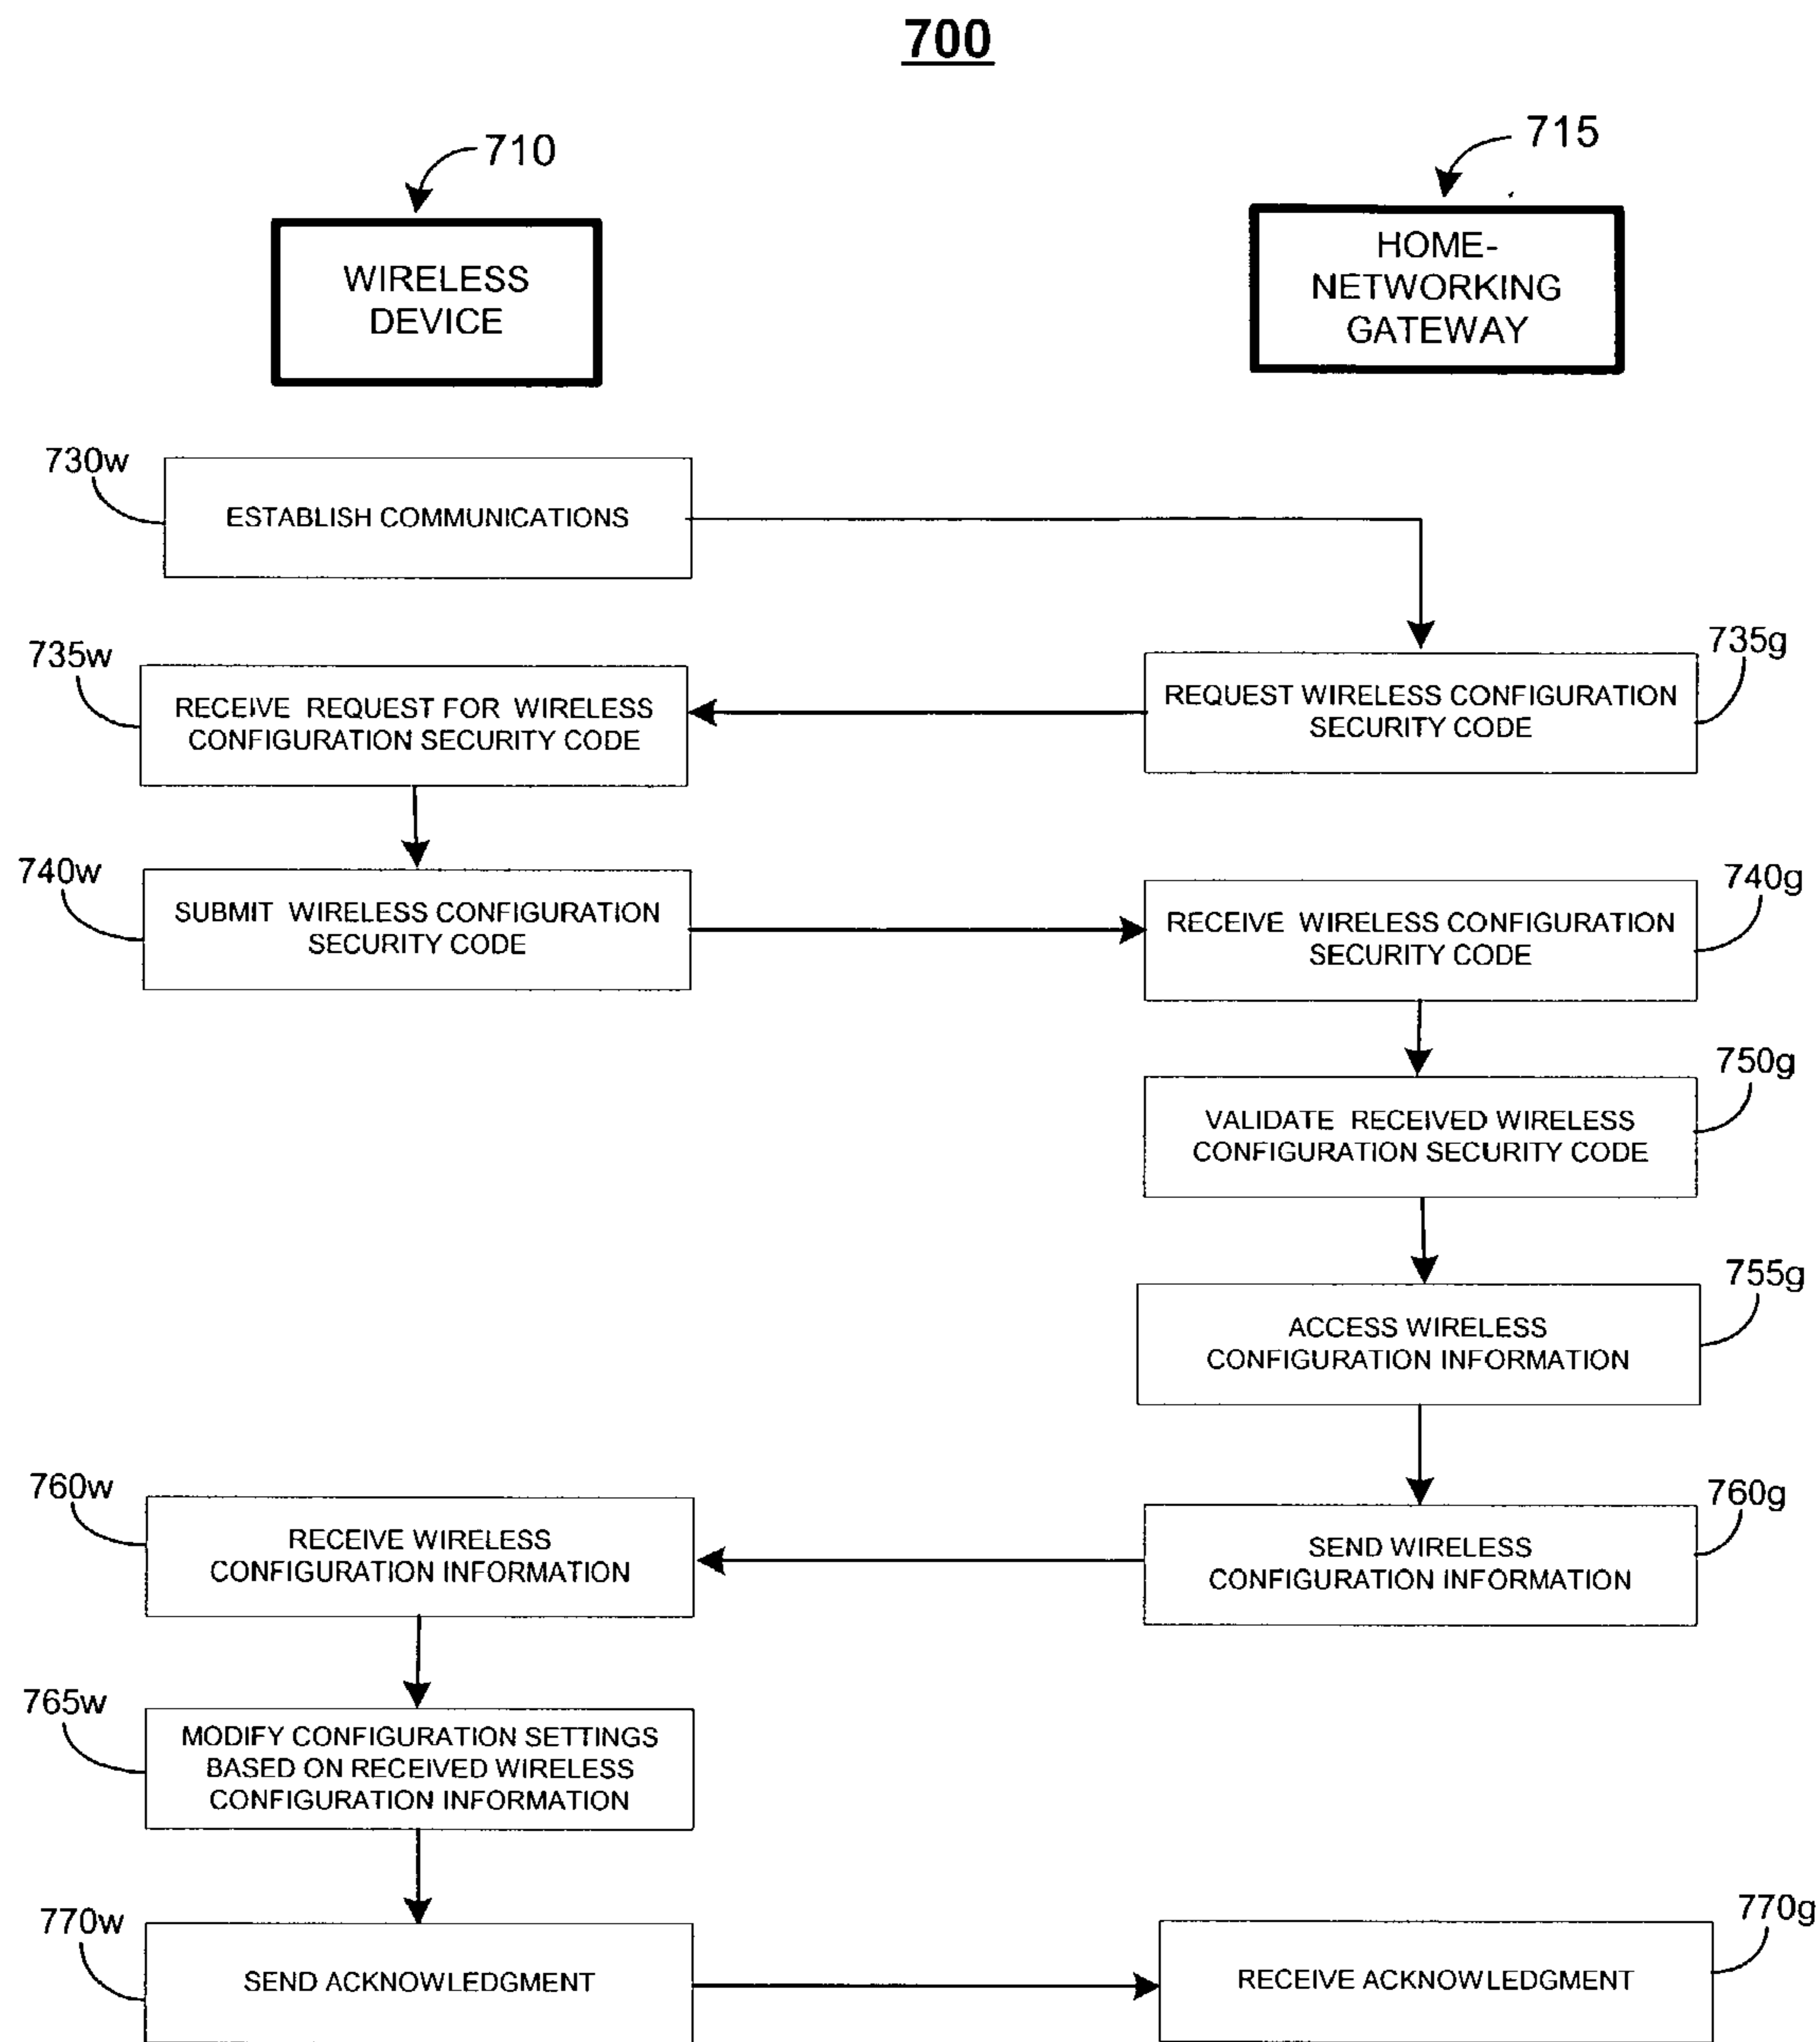 700
710
715
WIRELESS
DEVICE
HOME-
NETWORKING
GATEWAY
730w
ESTABLISH COMMUNICATIONS
735w
RECEIVE REQUEST FOR WIRELESS
CONFIGURATION SECURITY CODE
735g
REQUEST WIRELESS CONFIGURATION
SECURITY CODE
740w
SUBMIT WIRELESS CONFIGURATION
SECURITY CODE
740g
RECEIVE WIRELESS CONFIGURATION
SECURITY CODE
750g
VALIDATE RECEIVED WIRELESS
CONFIGURATION SECURITY CODE
755g
ACCESS WIRELESS
CONFIGURATION INFORMATION
760w
RECEIVE WIRELESS
CONFIGURATION INFORMATION
760g
SEND WIRELESS
CONFIGURATION INFORMATION
765w
MODIFY CONFIGURATION SETTINGS
BASED ON RECEIVED WIRELESS
CONFIGURATION INFORMATION
770w
SEND ACKNOWLEDGMENT
770g
RECEIVE ACKNOWLEDGMENT